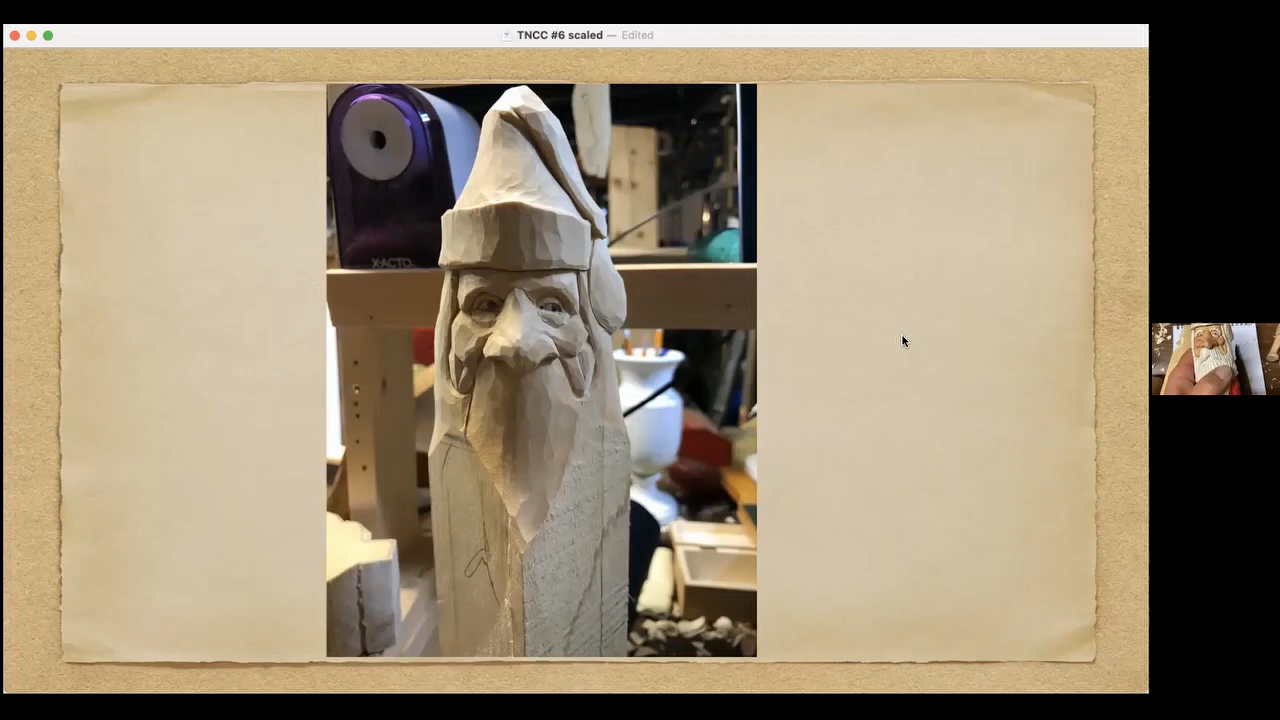 TNCC #6 scaled — Edited
X-ACTO